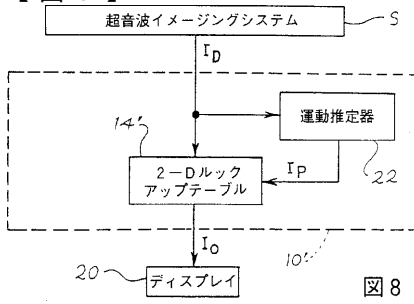 超音波イメージングシステム
S
I_D
14'
運動推定器
22
2-Dルック
アップテーブル
I_P
I_O
10'
20
ディスプレイ
図8